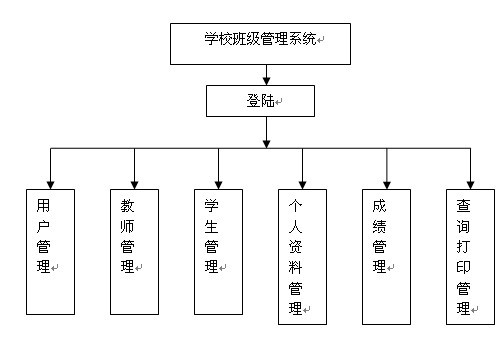 学校班级管理系统
登陆
用户管理
教师管理
学生管理
个人资料管理
成绩管理
查询打印管理